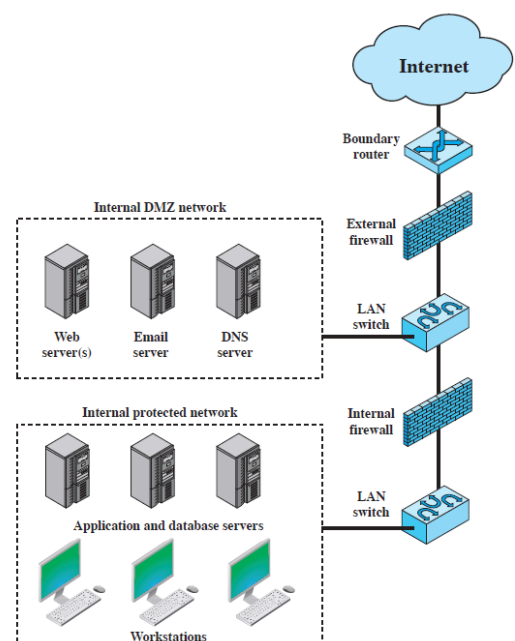 Internet
Boundary
router
Internal DMZ network
External
firewall
Web
server(s)
Email
server
DNS
server
LAN
switch
Internal protected network
Internal
firewall
Application and database servers
LAN
switch
Workstations